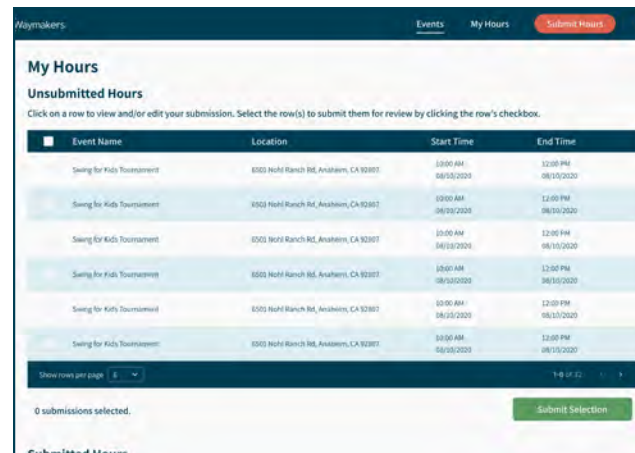 Waymakers
Events My Hours Submit Hours
My Hours
Unsubmitted Hours
Click on a row to view and/or edit your submission. Select the row(s) to submit them for review by clicking the row's checkbox.
Event Name Location Start Time End Time
Swing for Kids Tournament 6501 Nohl Ranch Rd, Anaheim, CA 92807 10:00 AM 12:00 PM
08/10/2020 08/10/2020
Swing for Kids Tournament 6501 Nohl Ranch Rd, Anaheim, CA 92807 10:00 AM 12:00 PM
08/10/2020 08/10/2020
Swing for Kids Tournament 6501 Nohl Ranch Rd, Anaheim, CA 92807 10:00 AM 12:00 PM
08/10/2020 08/10/2020
Swing for Kids Tournament 6501 Nohl Ranch Rd, Anaheim, CA 92807 10:00 AM 12:00 PM
08/10/2020 08/10/2020
Swing for Kids Tournament 6501 Nohl Ranch Rd, Anaheim, CA 92807 10:00 AM 12:00 PM
08/10/2020 08/10/2020
Swing for Kids Tournament 6501 Nohl Ranch Rd, Anaheim, CA 92807 10:00 AM 12:00 PM
08/10/2020 08/10/2020
Show rows per page 6
0 submissions selected. Submit Selection
Submitted Hours